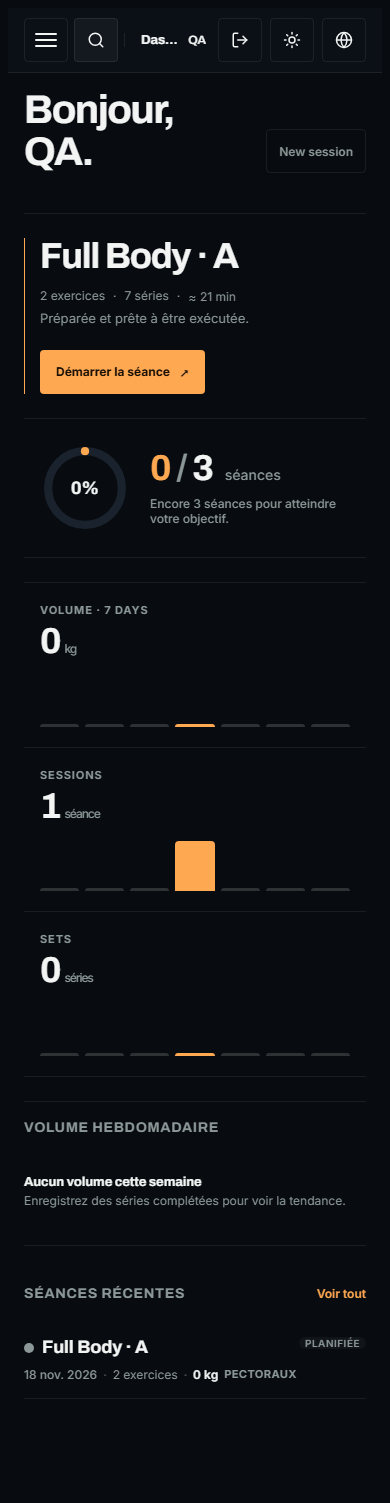 Das... QA
Bonjour,
QA.
New session
Full Body · A
2 exercices · 7 séries · ≈ 21 min
Préparée et prête à être exécutée.
Démarrer la séance ↗
0%
0 / 3 séances
Encore 3 séances pour atteindre
votre objectif.
VOLUME · 7 DAYS
0 kg
SESSIONS
1 séance
SETS
0 séries
VOLUME HEBDOMADAIRE
Aucun volume cette semaine
Enregistrez des séries complétées pour voir la tendance.
SÉANCES RÉCENTES
Voir tout
Full Body · A
PLANIFIÉE
18 nov. 2026 · 2 exercices · 0 kg PECTORAUX